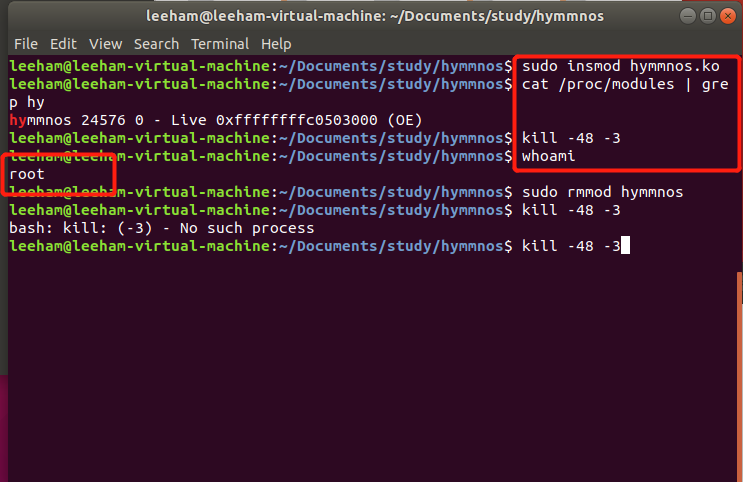 leeham@leeham-virtual-machine: ~/Documents/study/hymmnos
File Edit View Search Terminal Help
leeham@leeham-virtual-machine:~/Documents/study/hymmnos$ sudo insmod hymmnos.ko
leeham@leeham-virtual-machine:~/Documents/study/hymmnos$ cat /proc/modules | gre
p hy
hymmnos 24576 0 - Live 0xffffffffc0503000 (OE)
leeham@leeham-virtual-machine:~/Documents/study/hymmnos$ kill -48 -3
leeham@leeham-virtual-machine:~/Documents/study/hymmnos$ whoami
root
leeham@leeham-virtual-machine:~/Documents/study/hymmnos$ sudo rmmod hymmnos
leeham@leeham-virtual-machine:~/Documents/study/hymmnos$ kill -48 -3
bash: kill: (-3) - No such process
leeham@leeham-virtual-machine:~/Documents/study/hymmnos$ kill -48 -3